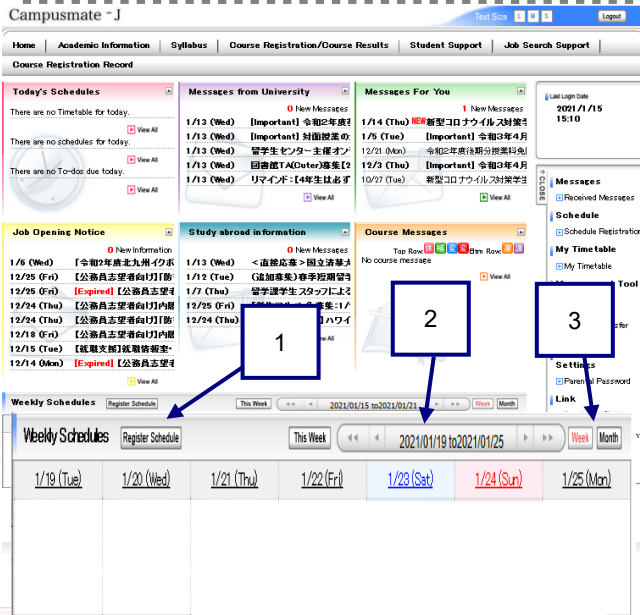 Campusmate-J
Text Size L M S Logout
Home Academic Information Syllabus Course Registration/Course Results Student Support Job Search Support
Course Registration Record
Today's Schedules
There are no Timetable for today.
View All
There are no schedules for today.
View All
There are no To-dos due today.
View All
Messages from University
0 New Messages
1/13 (Wed) [Important] 令和2年度
1/13 (Wed) [Important] 対面授業の
1/13 (Wed) 留学生センター主催オン
1/13 (Wed) 図書館TA(Cuter)募集【2
1/13 (Wed) リマインド:【4年生は必ず
View All
Messages For You
1 New Messages
1/14 (Thu) NEW新型コロナウイルス対策学
1/5 (Tue) [Important] 令和3年4月
12/21 (Mon) 令和2年度後期分授業料免
12/3 (Thu) [Important] 令和3年4月
10/27 (Tue) 新型コロナウイルス対策学生
View All
Last Login Date
2021/1/15
15:10
CLOSE
Messages
Received Messages
Schedule
Schedule Registration
My Timetable
My Timetable
Tool
Settings
Parental Password
Link
Job Opening Notice
0 New Information
1/6 (Wed) 『令和2年度北九州イクボ
12/25 (Fri) 【公務員志望者向け】『防
12/25 (Fri) [Expired] 【公務員志望者
12/24 (Thu) 【公務員志望者向け】内閣
12/24 (Thu) 【公務員志望者向け】『防
12/18 (Fri) 【公務員志望者向け】内閣
12/15 (Tue) 【就職支援】就職情報室-
12/14 (Mon) [Expired] 【公務員志望者
View All
Study abroad information
0 New Messages
1/13 (Wed) <直接応募>国立清華大
1/12 (Tue) (追加募集)春季短期留学
1/7 (Thu) 留学課学生スタッフによる
12/25 (Fri)
12/24 (Thu) ハワイ
View All
Course Messages
Top Row 休 補 変 変 Btm Row
No course message
View All
1
2
3
Weekly Schedules Register Schedule This Week 2021/01/15 to2021/01/21 Week Month
Weekly Schedules Register Schedule This Week 2021/01/19 to2021/01/25 Week Month
1/19 (Tue) 1/20 (Wed) 1/21 (Thu) 1/22 (Fri) 1/23 (Sat) 1/24 (Sun) 1/25 (Mon)